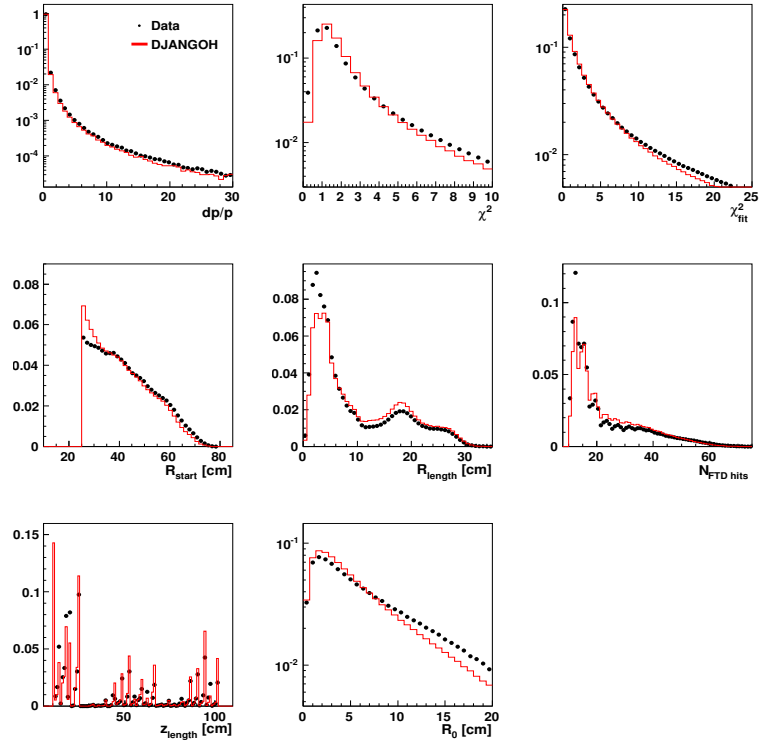 1
10⁻¹
10⁻²
10⁻³
10⁻⁴
Data
DJANGOH
0 10 20 30
dp/p
10⁻¹
10⁻²
1 2 3 4 5 6 7 8 9 10
χ²
10⁻¹
10⁻²
0 5 10 15 20 25
χ²fit
0.08
0.06
0.04
0.02
0
20 40 60 80
Rstart [cm]
0.08
0.06
0.04
0.02
0
0 10 20 30
Rlength [cm]
0.1
0.05
0
20 40 60
NFTD hits
0.15
0.1
0.05
0
50 100
zlength [cm]
10⁻¹
10⁻²
0 5 10 15 20
R0 [cm]